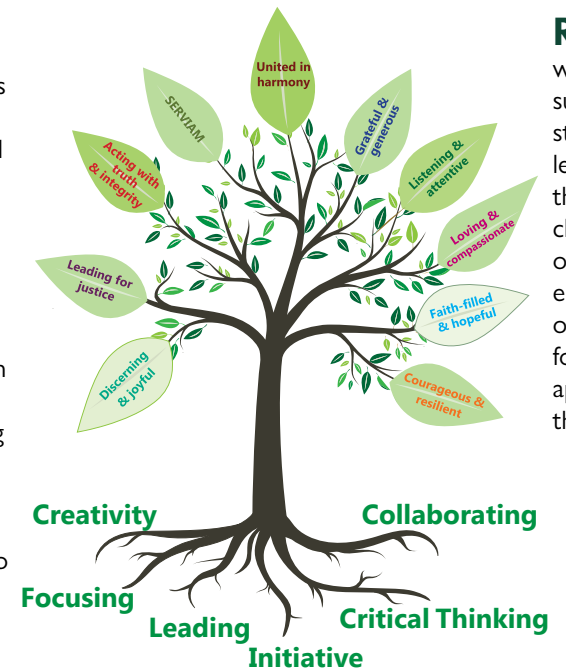 United in
harmony
SERVIAM
Grateful &
generous
Acting with
truth
& integrity
Listening &
attentive
Loving &
compassionate
Leading for
justice
Faith-filled
& hopeful
Discerning
& joyful
Courageous &
resilient
Creativity
Collaborating
Focusing
Critical Thinking
Leading
Initiative